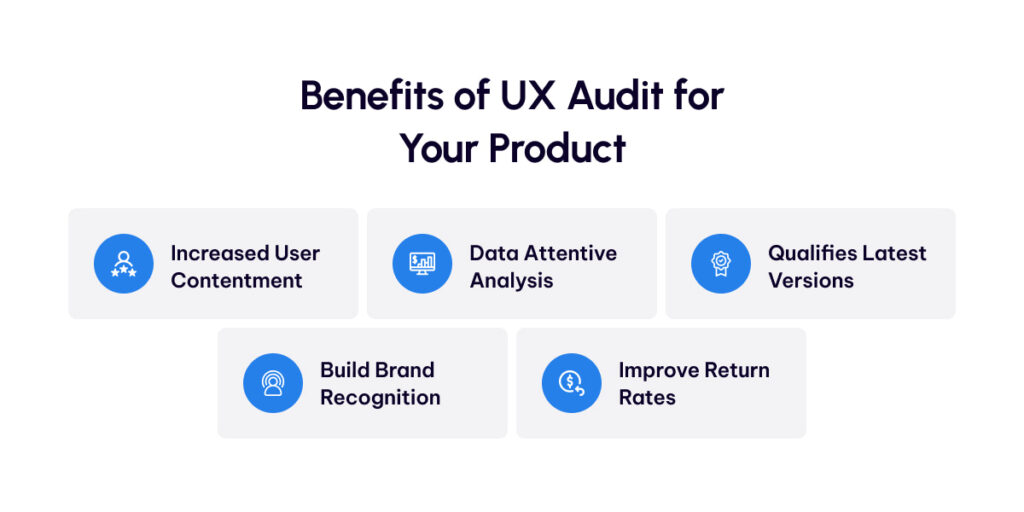 Benefits of UX Audit for
Your Product
Increased User
Contentment
Data Attentive
Analysis
Qualifies Latest
Versions
Build Brand
Recognition
Improve Return
Rates